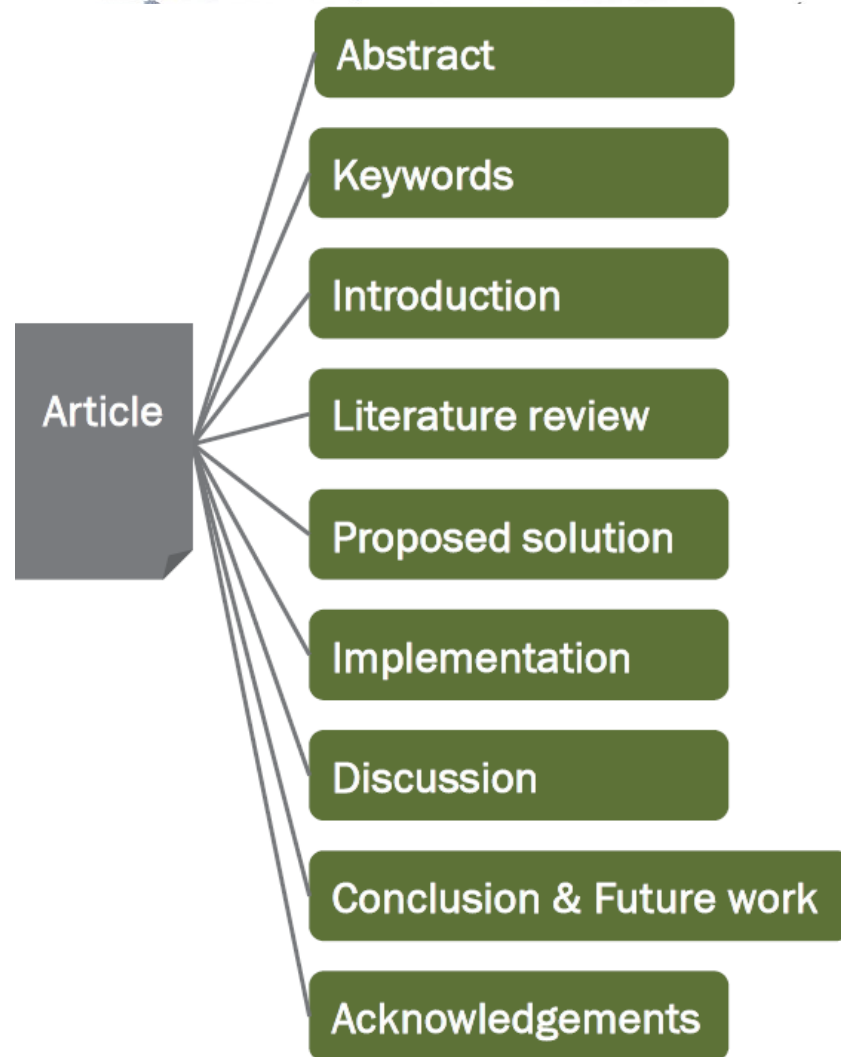 Abstract
Keywords
Introduction
Article
Literature review
Proposed solution
Implementation
Discussion
Conclusion & Future work
Acknowledgements